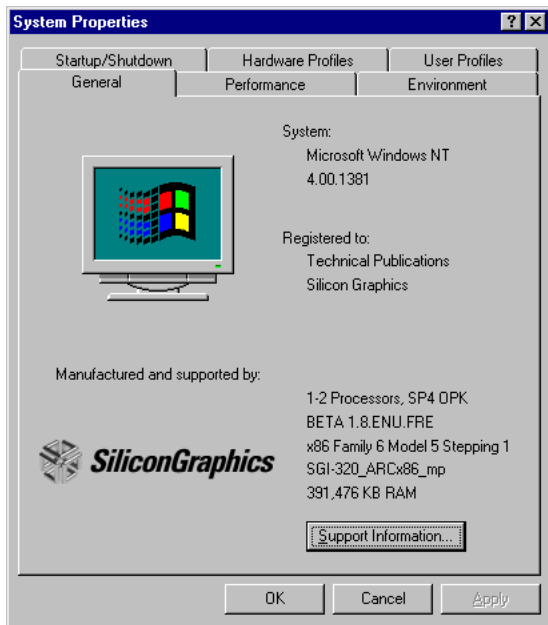 System Properties
Startup/Shutdown Hardware Profiles User Profiles
General Performance Environment
System:
Microsoft Windows NT
4.00.1381
Registered to:
Technical Publications
Silicon Graphics
Manufactured and supported by:
1-2 Processors, SP4 OPK
BETA 1.8.ENU.FRE
x86 Family 6 Model 5 Stepping 1
SiliconGraphics
SGI-320_ARCx86_mp
391,476 KB RAM
Support Information...
OK Cancel Apply